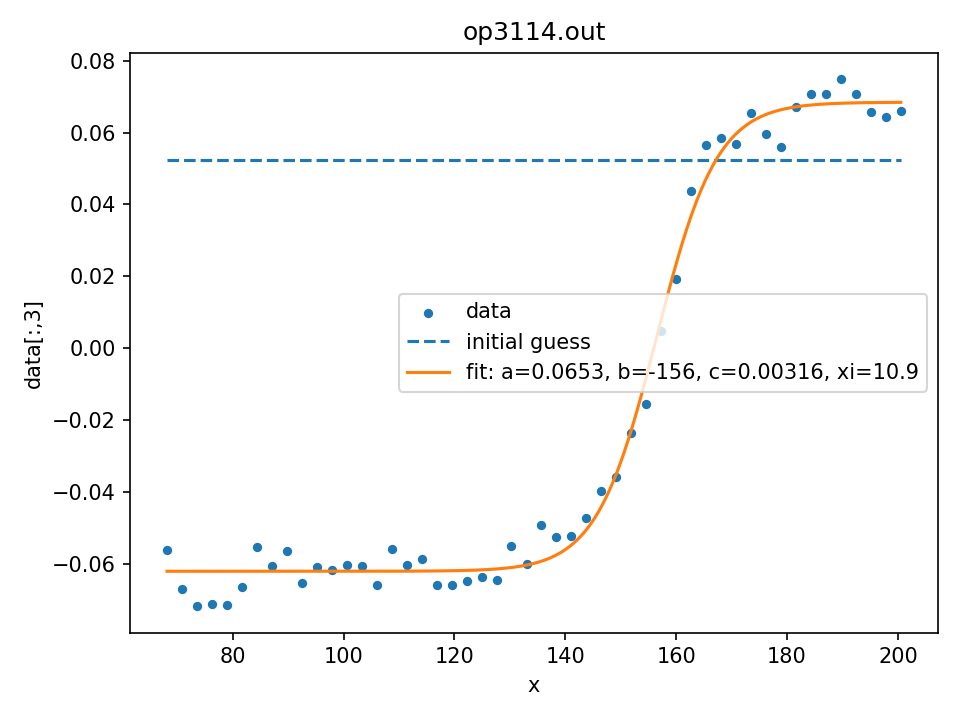 op3114.out
0.08
0.06
0.04
0.02
0.00
−0.02
−0.04
−0.06
data[:,3]
data
initial guess
fit: a=0.0653, b=-156, c=0.00316, xi=10.9
80 100 120 140 160 180 200
x